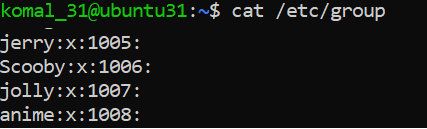 komal_31@ubuntu31:~$ cat /etc/group
jerry:x:1005:
Scooby:x:1006:
jolly:x:1007:
anime:x:1008: